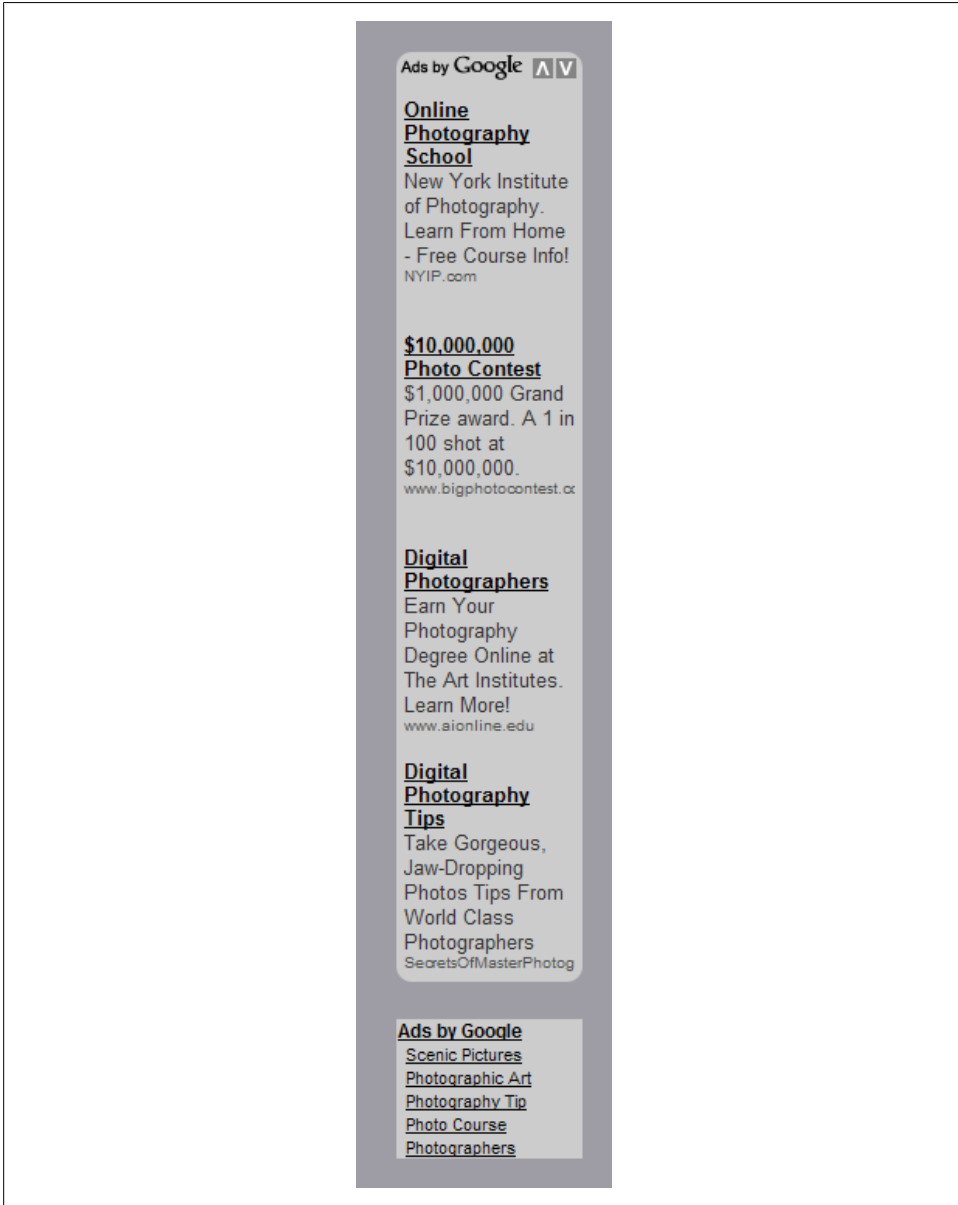 Ads by Google
Online
Photography
School
New York Institute
of Photography.
Learn From Home
- Free Course Info!
NYIP.com
$10,000,000
Photo Contest
$1,000,000 Grand
Prize award. A 1 in
100 shot at
$10,000,000.
www.bigphotocontest.cc
Digital
Photographers
Earn Your
Photography
Degree Online at
The Art Institutes.
Learn More!
www.aionline.edu
Digital
Photography
Tips
Take Gorgeous,
Jaw-Dropping
Photos Tips From
World Class
Photographers
SecretsOfMasterPhotog
Ads by Google
Scenic Pictures
Photographic Art
Photography Tip
Photo Course
Photographers